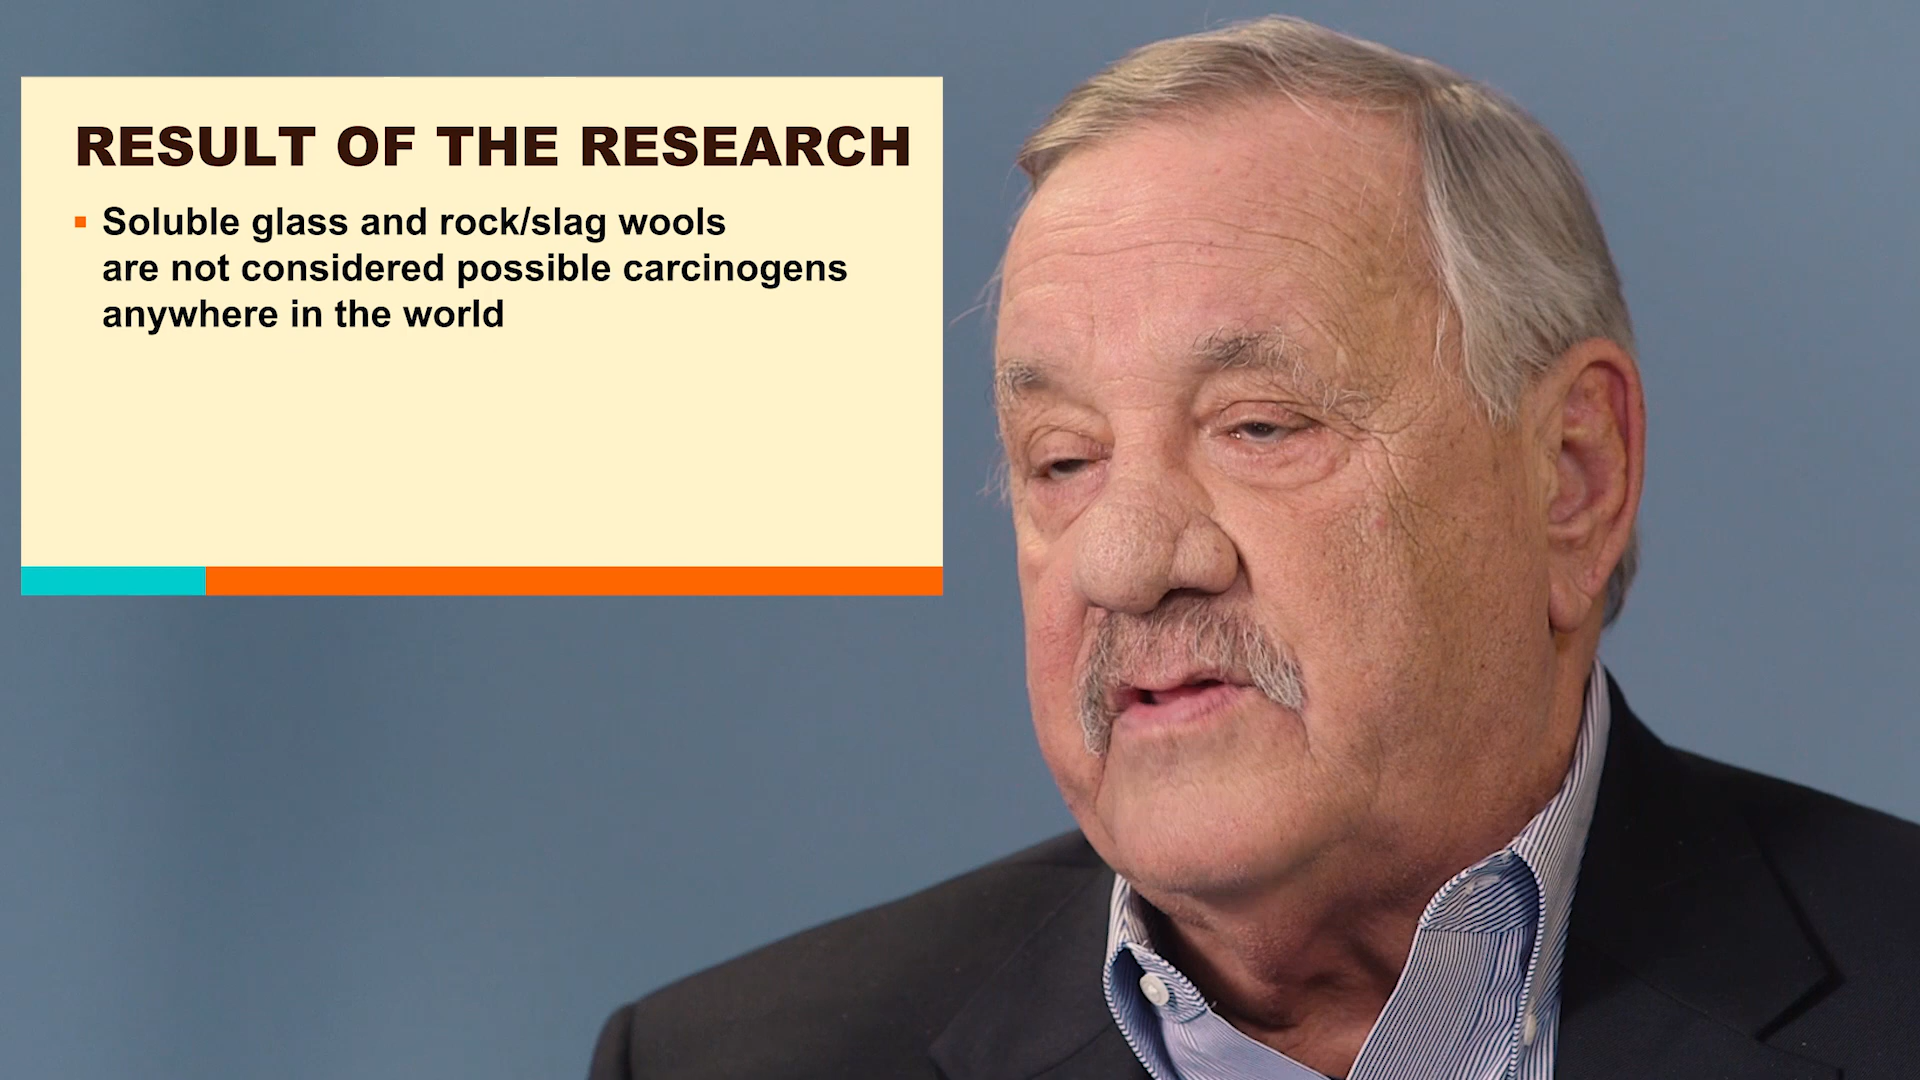 RESULT OF THE RESEARCH
▪ Soluble glass and rock/slag wools
are not considered possible carcinogens
anywhere in the world